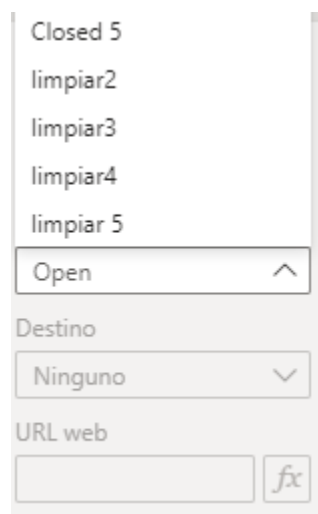 Closed 5
limpiar2
limpiar3
limpiar4
limpiar 5
Open
Destino
Ninguno
URL web
fx